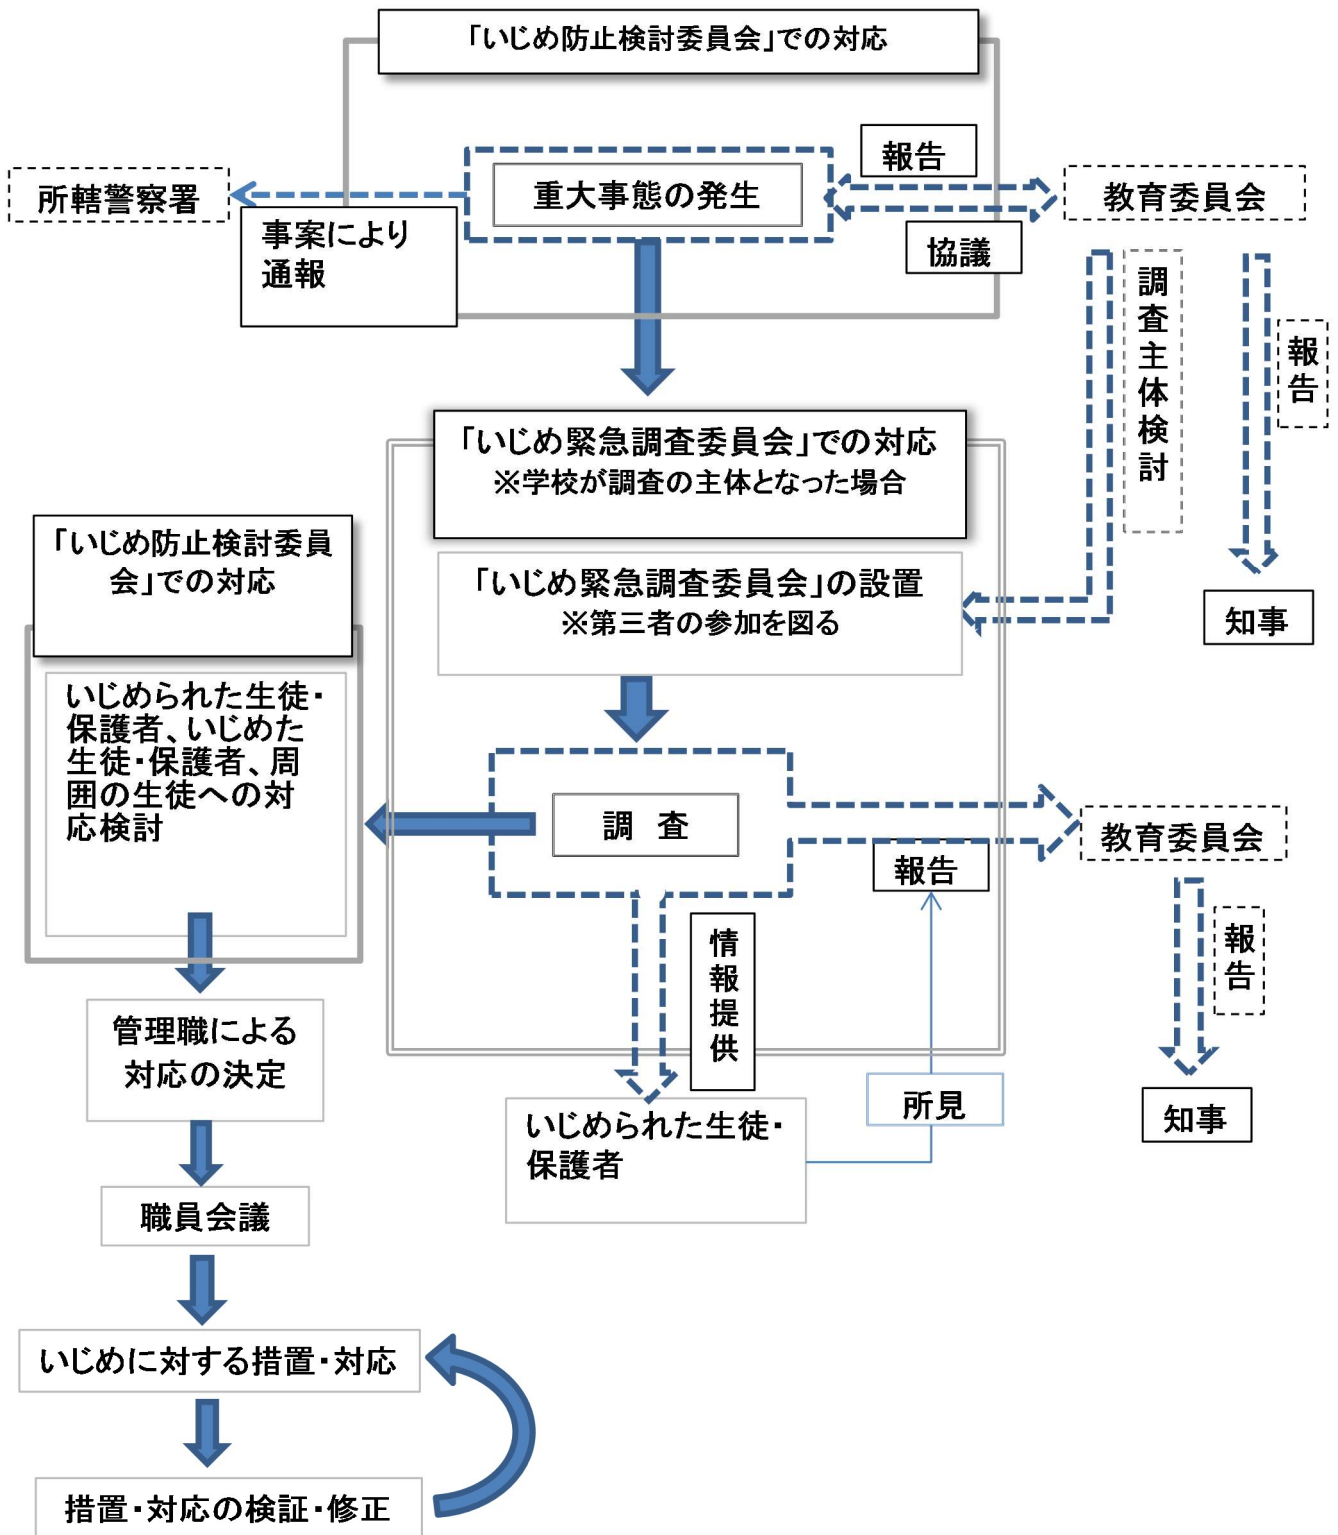 「いじめ防止検討委員会」での対応
報告
所轄警察署
重大事態の発生
教育委員会
事案により
通報
協議
調査主体検討
報告
「いじめ緊急調査委員会」での対応
※学校が調査の主体となった場合
「いじめ防止検討委員
会」での対応
「いじめ緊急調査委員会」の設置
※第三者の参加を図る
知事
いじめられた生徒・
保護者、いじめた
生徒・保護者、周
囲の生徒への対
応検討
調 査
教育委員会
報告
情報提供
報告
管理職による
対応の決定
所見
知事
いじめられた生徒・
保護者
職員会議
いじめに対する措置・対応
措置・対応の検証・修正